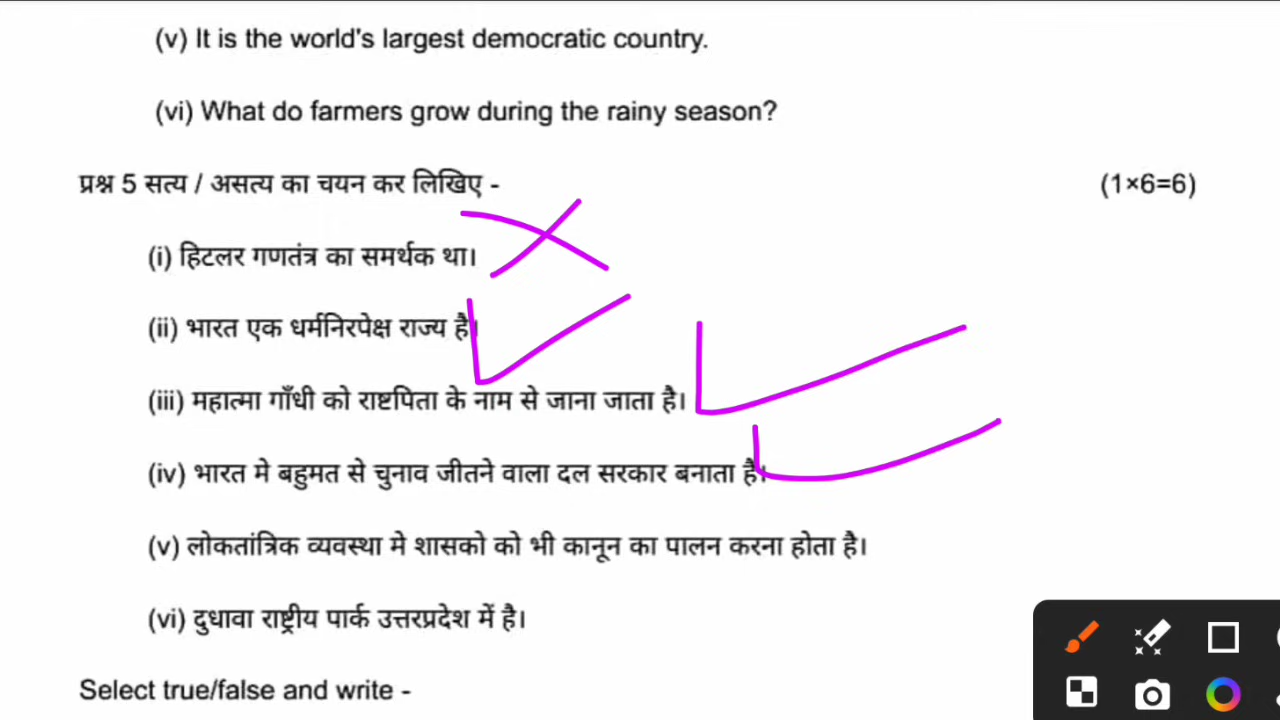 (v) It is the world's largest democratic country.
(vi) What do farmers grow during the rainy season?
प्रश्न 5 सत्य / असत्य का चयन कर लिखिए - (1×6=6)
(i) हिटलर गणतंत्र का समर्थक था।
(ii) भारत एक धर्मनिरपेक्ष राज्य है।
(iii) महात्मा गाँधी को राष्टपिता के नाम से जाना जाता है।
(iv) भारत मे बहुमत से चुनाव जीतने वाला दल सरकार बनाता है।
(v) लोकतांत्रिक व्यवस्था मे शासको को भी कानून का पालन करना होता है।
(vi) दुधावा राष्ट्रीय पार्क उत्तरप्रदेश में है।
Select true/false and write -